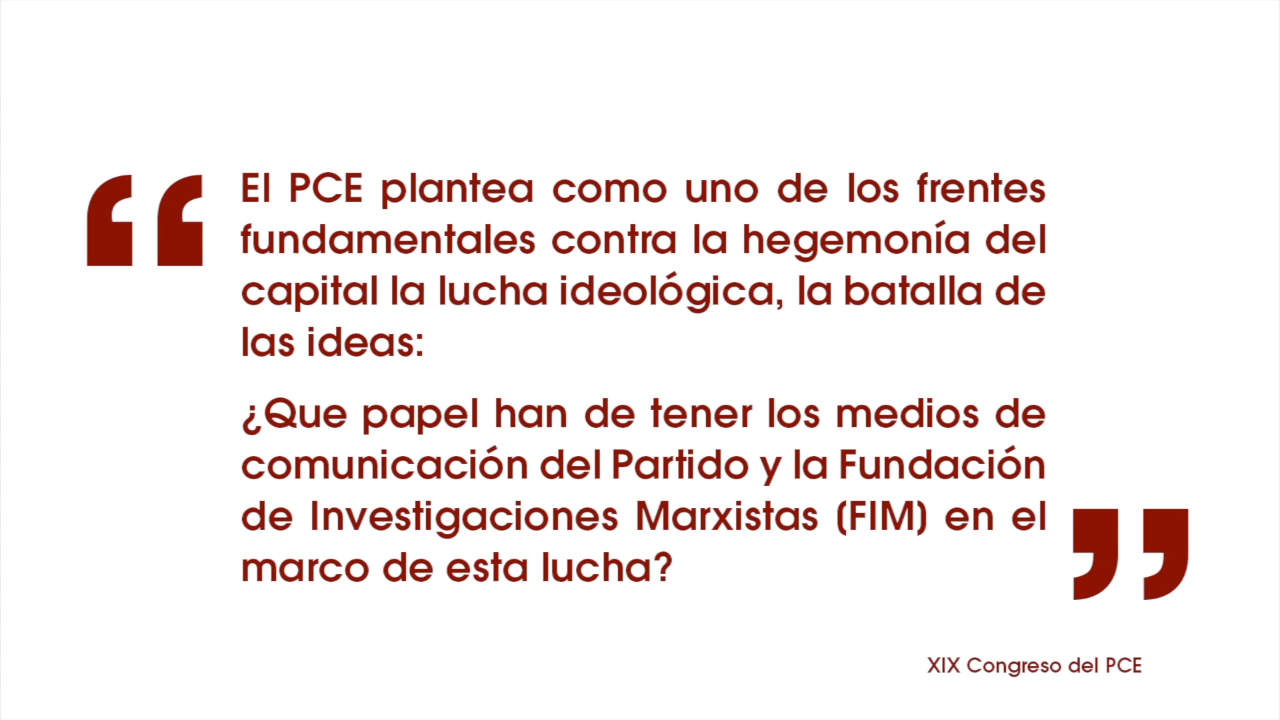 “
El PCE plantea como uno de los frentes
fundamentales contra la hegemonía del
capital la lucha ideológica, la batalla de
las ideas:
¿Que papel han de tener los medios de
comunicación del Partido y la Fundación
de Investigaciones Marxistas (FIM) en el
marco de esta lucha?
”
XIX Congreso del PCE